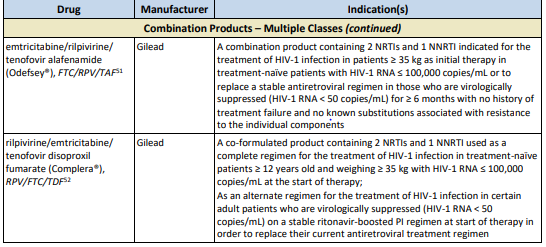 Drug Manufacturer Indication(s)
Combination Products – Multiple Classes (continued)
emtricitabine/rilpivirine/ Gilead A combination product containing 2 NRTIs and 1 NNRTI indicated for the
tenofovir alafenamide treatment of HIV-1 infection in patients ≥ 35 kg as initial therapy in
(Odefsey®), FTC/RPV/TAF51 treatment-naïve patients with HIV-1 RNA ≤ 100,000 copies/mL or to
replace a stable antiretroviral regimen in those who are virologically
suppressed (HIV-1 RNA < 50 copies/mL) for ≥ 6 months with no history of
treatment failure and no known substitutions associated with resistance
to the individual components
rilpivirine/emtricitabine/ Gilead A co-formulated product containing 2 NRTIs and 1 NNRTI used as a
tenofovir disoproxil complete regimen for the treatment of HIV-1 infection in treatment-naïve
fumarate (Complera®), patients ≥ 12 years old and weighing ≥ 35 kg with HIV-1 RNA ≤ 100,000
RPV/FTC/TDF52 copies/mL at the start of therapy;
As an alternate regimen for the treatment of HIV-1 infection in certain
adult patients who are virologically suppressed (HIV-1 RNA < 50
copies/mL) on a stable ritonavir-boosted PI regimen at start of therapy in
order to replace their current antiretroviral treatment regimen